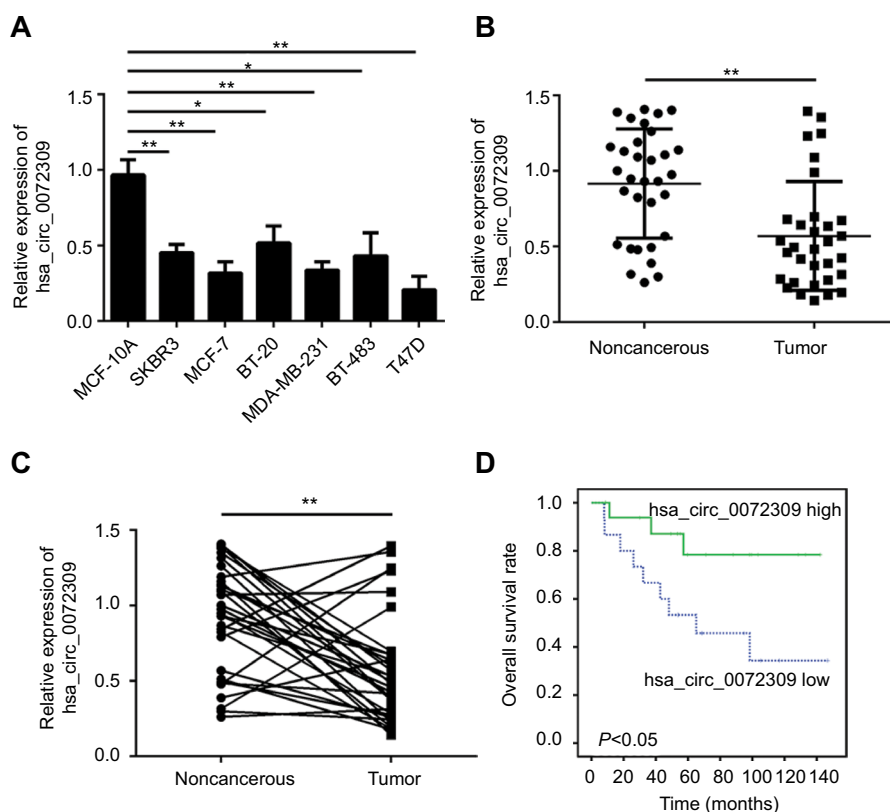 A
**
*
**
*
**
**
Relative expression of
hsa_circ_0072309
1.5
1.0
0.5
0.0
MCF-10A
SKBR3
MCF-7
BT-20
MDA-MB-231
BT-483
T47D
B
**
Relative expression of
hsa_circ_0072309
1.5
1.0
0.5
0.0
Noncancerous
Tumor
C
**
Relative expression of
hsa_circ_0072309
1.5
1.0
0.5
0.0
Noncancerous
Tumor
D
Overall survival rate
1.0
0.8
0.6
0.4
0.2
0.0
hsa_circ_0072309 high
hsa_circ_0072309 low
P<0.05
0 20 40 60 80 100 120 140
Time (months)